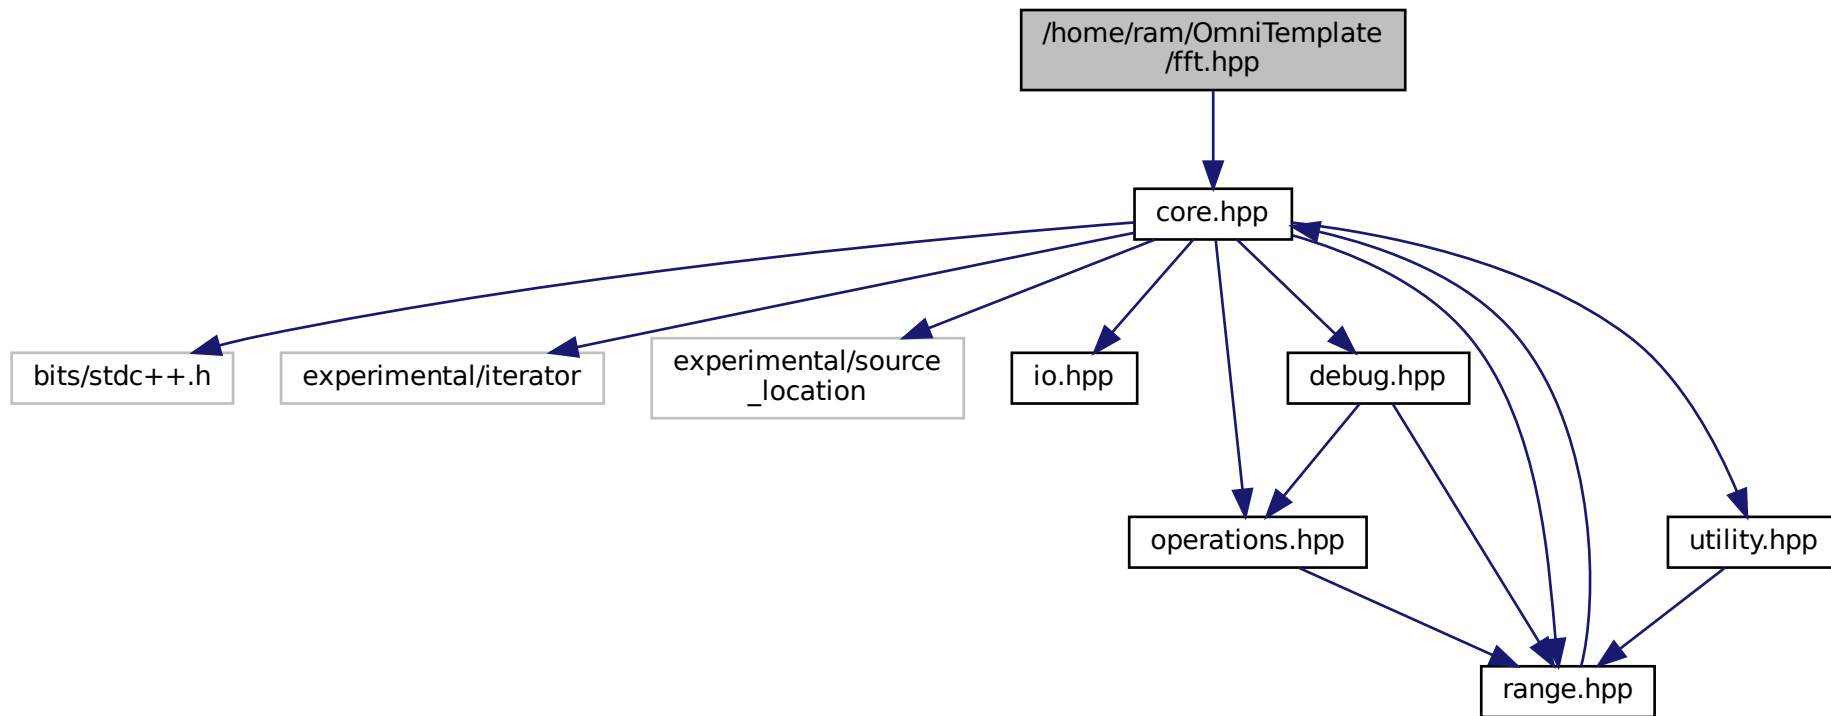 /home/ram/OmniTemplate
/fft.hpp
core.hpp
bits/stdc++.h
experimental/iterator
experimental/source
_location
io.hpp
debug.hpp
operations.hpp
utility.hpp
range.hpp